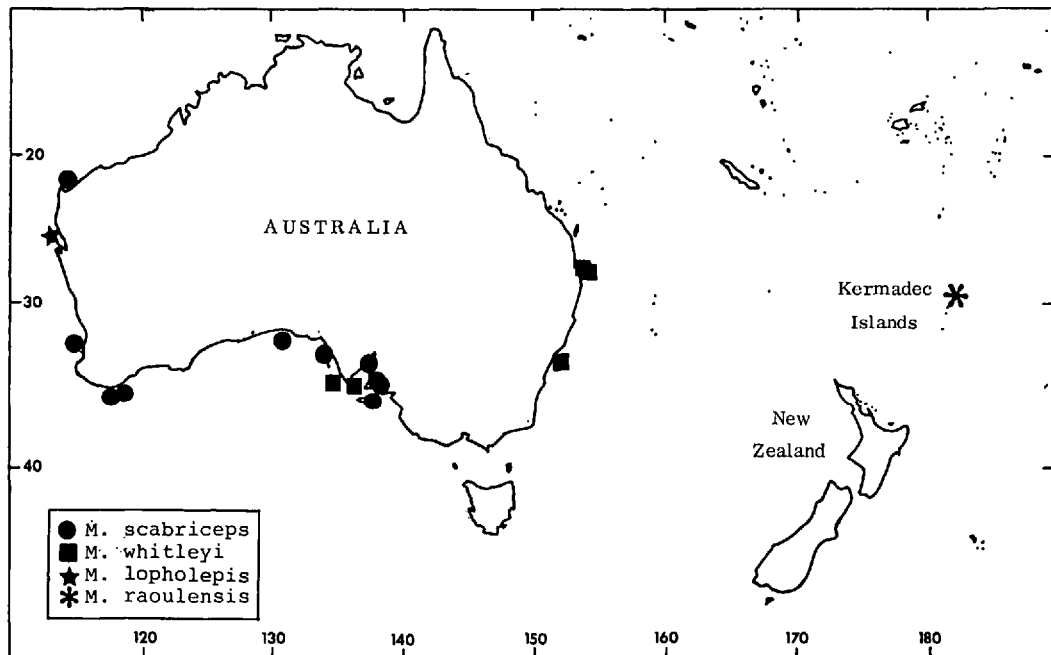 20
AUSTRALIA
30
Kermadec
Islands
New
Zealand
40
M. scabriceps
M. whitleyi
M. lopholepis
M. raoulensis
120
130
140
150
160
170
180